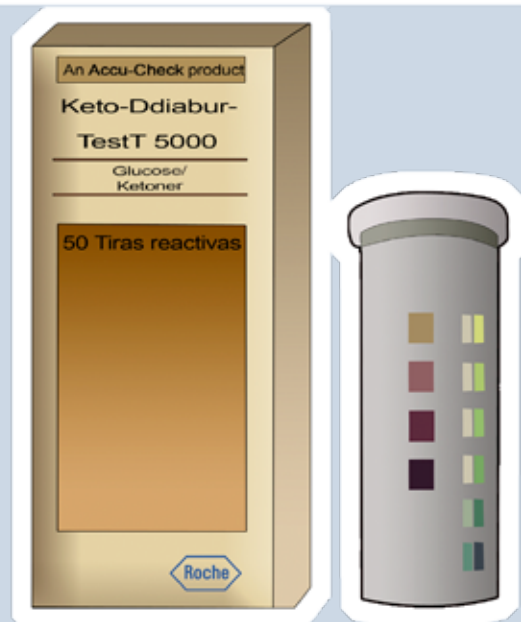 An Accu-Check product
Keto-Ddiabur-
TestT 5000
Glucose/
Ketoner
50 Tiras reactivas
Roche